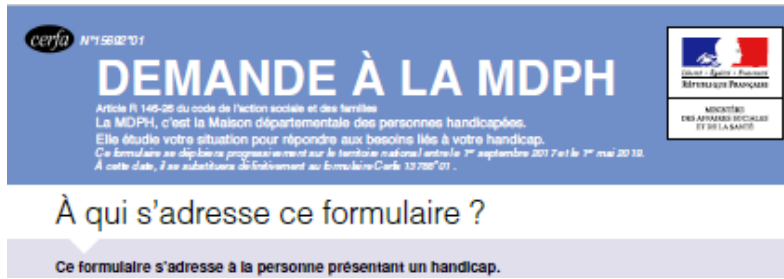 cerfa N°15692*01
DEMANDE À LA MDPH
Article R 146-26 du code de l'action sociale et des familles
La MDPH, c'est la Maison départementale des personnes handicapées.
Elle étudie votre situation pour répondre aux besoins liés à votre handicap.
Ce formulaire se déploiera progressivement sur le territoire national entre le 1er septembre 2017 et le 1er mai 2019.
À cette date, il se substituera définitivement au formulaire Cerfa 13788*01 .
Liberté • Égalité • Fraternité
RÉPUBLIQUE FRANÇAISE
MINISTÈRE
DES AFFAIRES SOCIALES
ET DE LA SANTÉ
À qui s'adresse ce formulaire ?
Ce formulaire s'adresse à la personne présentant un handicap.